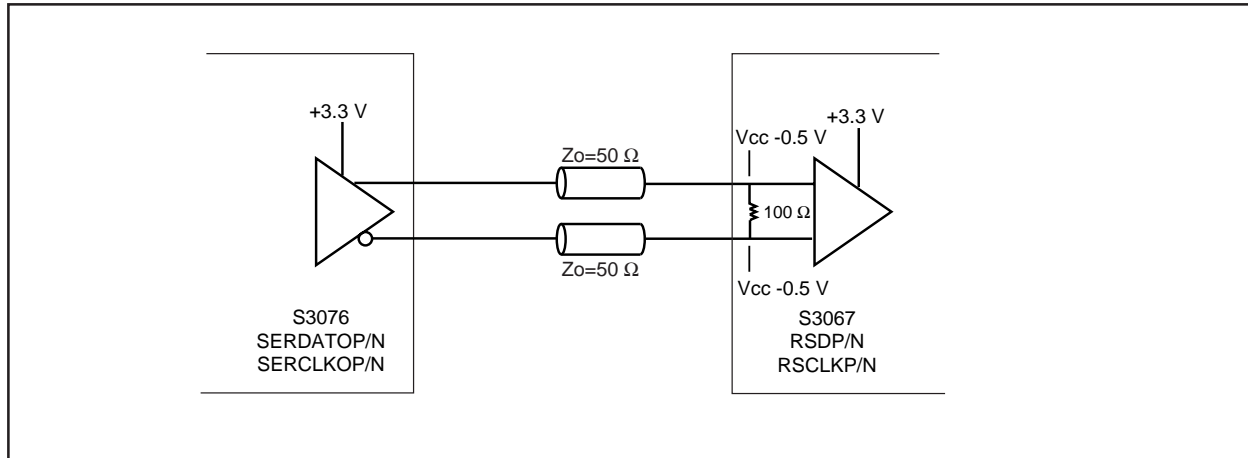 +3.3 V
+3.3 V
Vcc -0.5 V
Zo=50 Ω
100 Ω
Zo=50 Ω
Vcc -0.5 V
S3076
SERDATOP/N
SERCLKOP/N
S3067
RSDP/N
RSCLKP/N